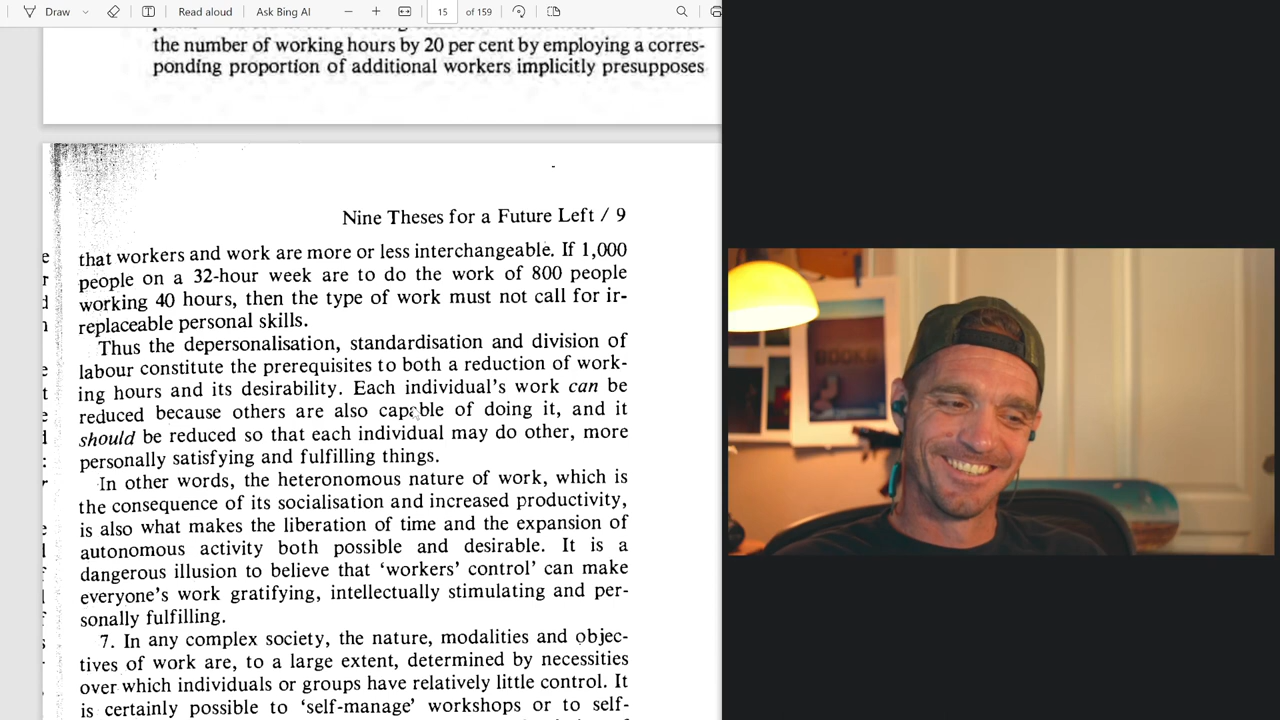 Draw
Read aloud
Ask Bing AI
15
of 159
the number of working hours by 20 per cent by employing a corres-
ponding proportion of additional workers implicitly presupposes
Nine Theses for a Future Left / 9
that workers and work are more or less interchangeable. If 1,000
people on a 32-hour week are to do the work of 800 people
working 40 hours, then the type of work must not call for ir-
replaceable personal skills.
Thus the depersonalisation, standardisation and division of
labour constitute the prerequisites to both a reduction of work-
ing hours and its desirability. Each individual's work can be
reduced because others are also capable of doing it, and it
should be reduced so that each individual may do other, more
personally satisfying and fulfilling things.
In other words, the heteronomous nature of work, which is
the consequence of its socialisation and increased productivity,
is also what makes the liberation of time and the expansion of
autonomous activity both possible and desirable. It is a
dangerous illusion to believe that 'workers' control' can make
everyone's work gratifying, intellectually stimulating and per-
sonally fulfilling.
7. In any complex society, the nature, modalities and objec-
tives of work are, to a large extent, determined by necessities
over which individuals or groups have relatively little control. It
is certainly possible to 'self-manage' workshops or to self-
BOOKS